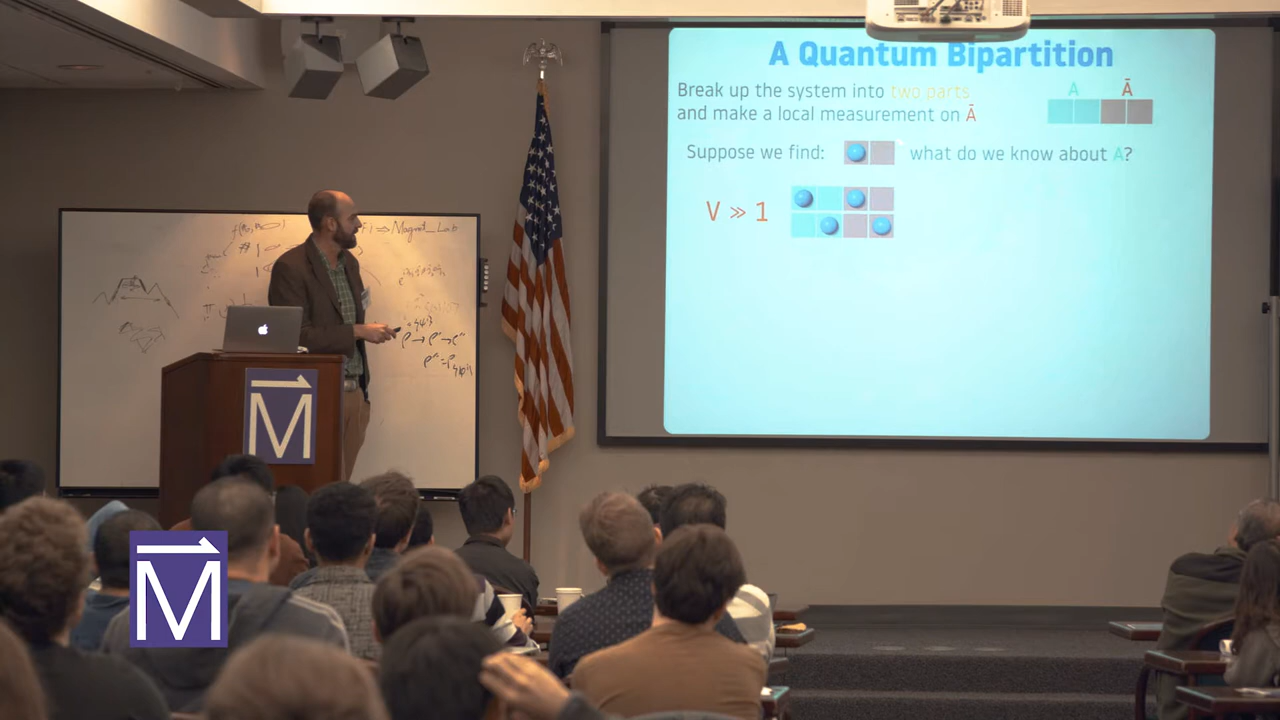 A Quantum Bipartition
Break up the system into two parts
and make a local measurement on Ā
A Ā
Suppose we find: what do we know about A?
V ≫ 1
⇒ Magnet_Lab
M
M